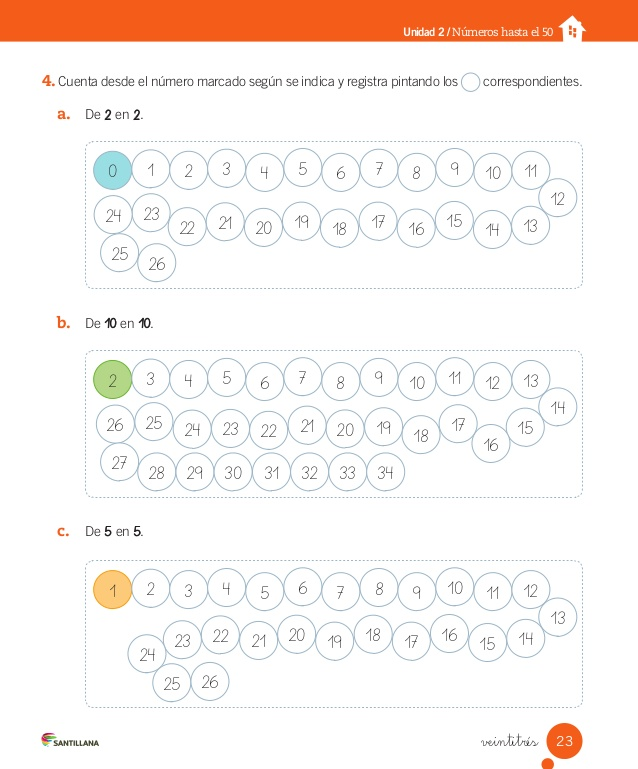 Unidad 2 / Números hasta el 50
4. Cuenta desde el número marcado según se indica y registra pintando los correspondientes.
a. De 2 en 2.
0 1 2 3 4 5 6 7 8 9 10 11
12
24 23 22 21 20 19 18 17 16 15 14 13
25 26
b. De 10 en 10.
2 3 4 5 6 7 8 9 10 11 12 13
14
26 25 24 23 22 21 20 19 18 17 16 15
27 28 29 30 31 32 33 34
c. De 5 en 5.
1 2 3 4 5 6 7 8 9 10 11 12
13
24 23 22 21 20 19 18 17 16 15 14
25 26
SANTILLANA
veintitrés 23